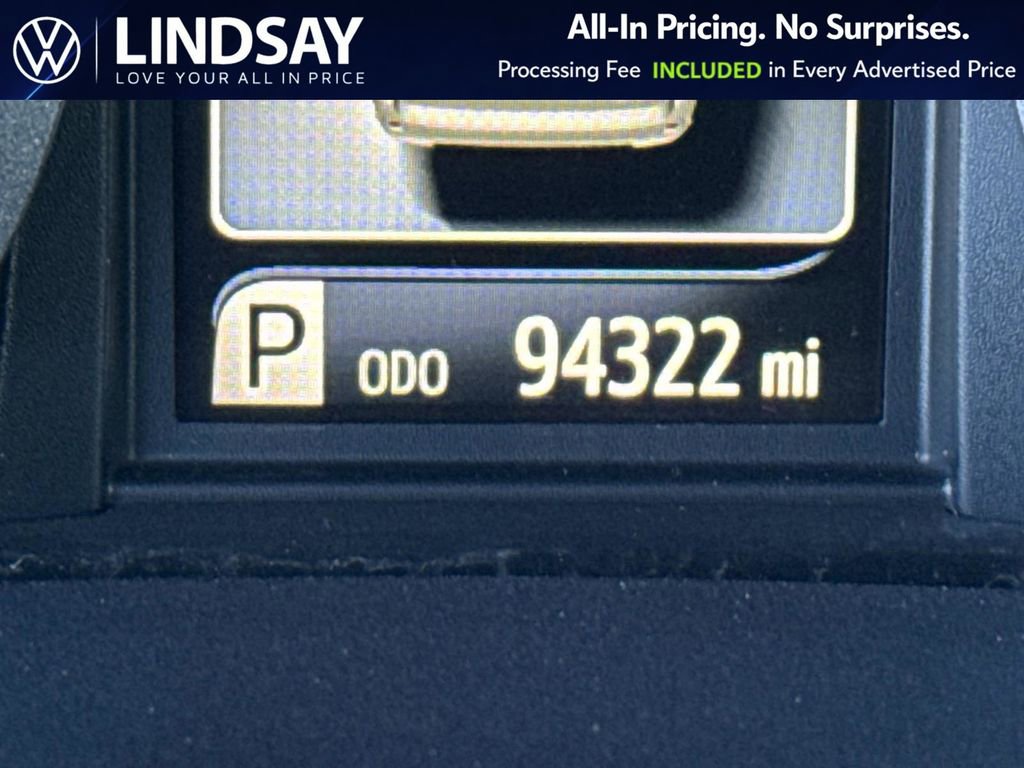 LINDSAY
LOVE YOUR ALL IN PRICE
All-In Pricing. No Surprises.
Processing Fee INCLUDED in Every Advertised Price
P ODO 94322 mi